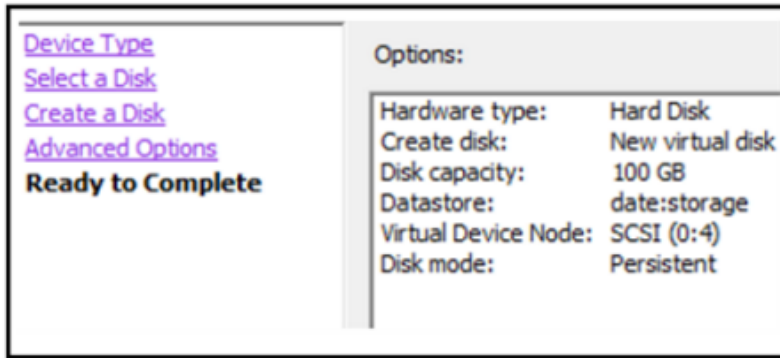 Device Type
Select a Disk
Create a Disk
Advanced Options
Ready to Complete
Options:
Hardware type: Hard Disk
Create disk: New virtual disk
Disk capacity: 100 GB
Datastore: date:storage
Virtual Device Node: SCSI (0:4)
Disk mode: Persistent